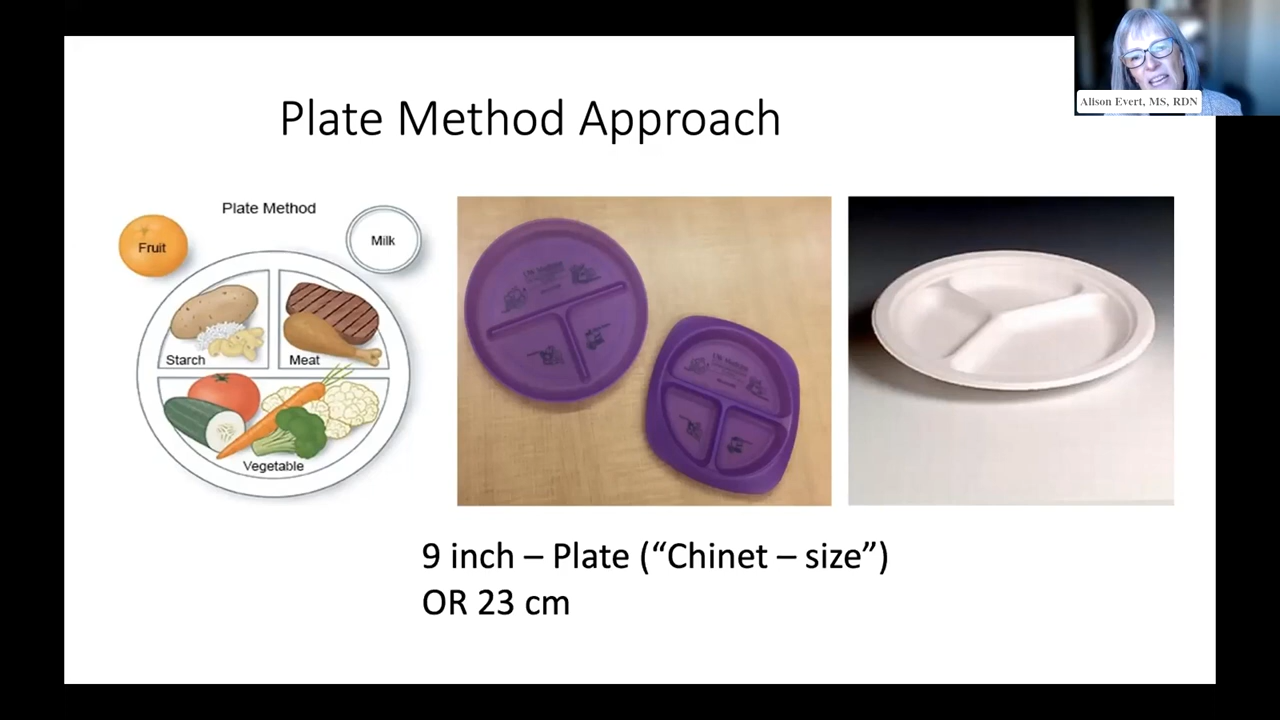 Plate Method Approach
Alison Evert, MS, RDN
Plate Method
Fruit
Milk
Starch
Meat
Vegetable
9 inch – Plate (“Chinet – size”)
OR 23 cm